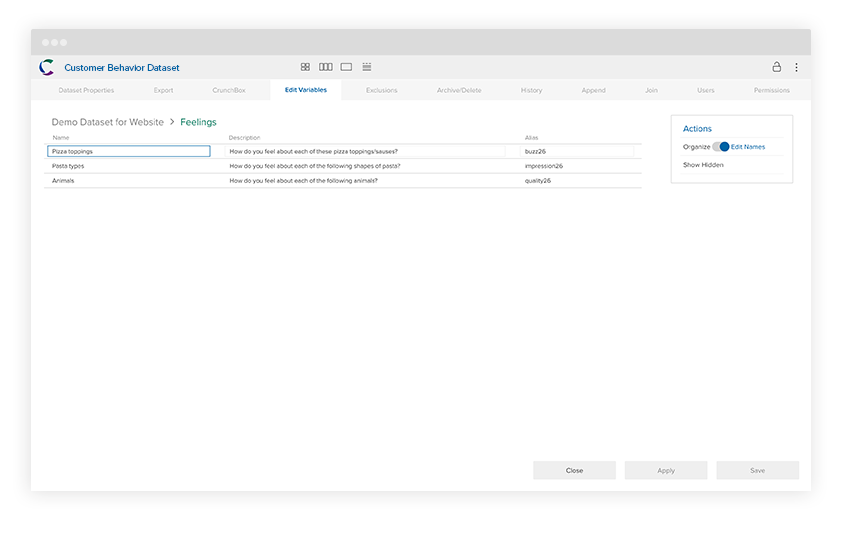 Customer Behavior Dataset
Dataset Properties Export CrunchBox Edit Variables Exclusions Archive/Delete History Append Join Users Permissions
Demo Dataset for Website > Feelings
Name Description Alias
Pizza toppings How do you feel about each of these pizza toppings/sauses? buzz26
Pasta types How do you feel about each of the following shapes of pasta? impression26
Animals How do you feel about each of the following animals? quality26
Actions
Organize Edit Names
Show Hidden
Close Apply Save